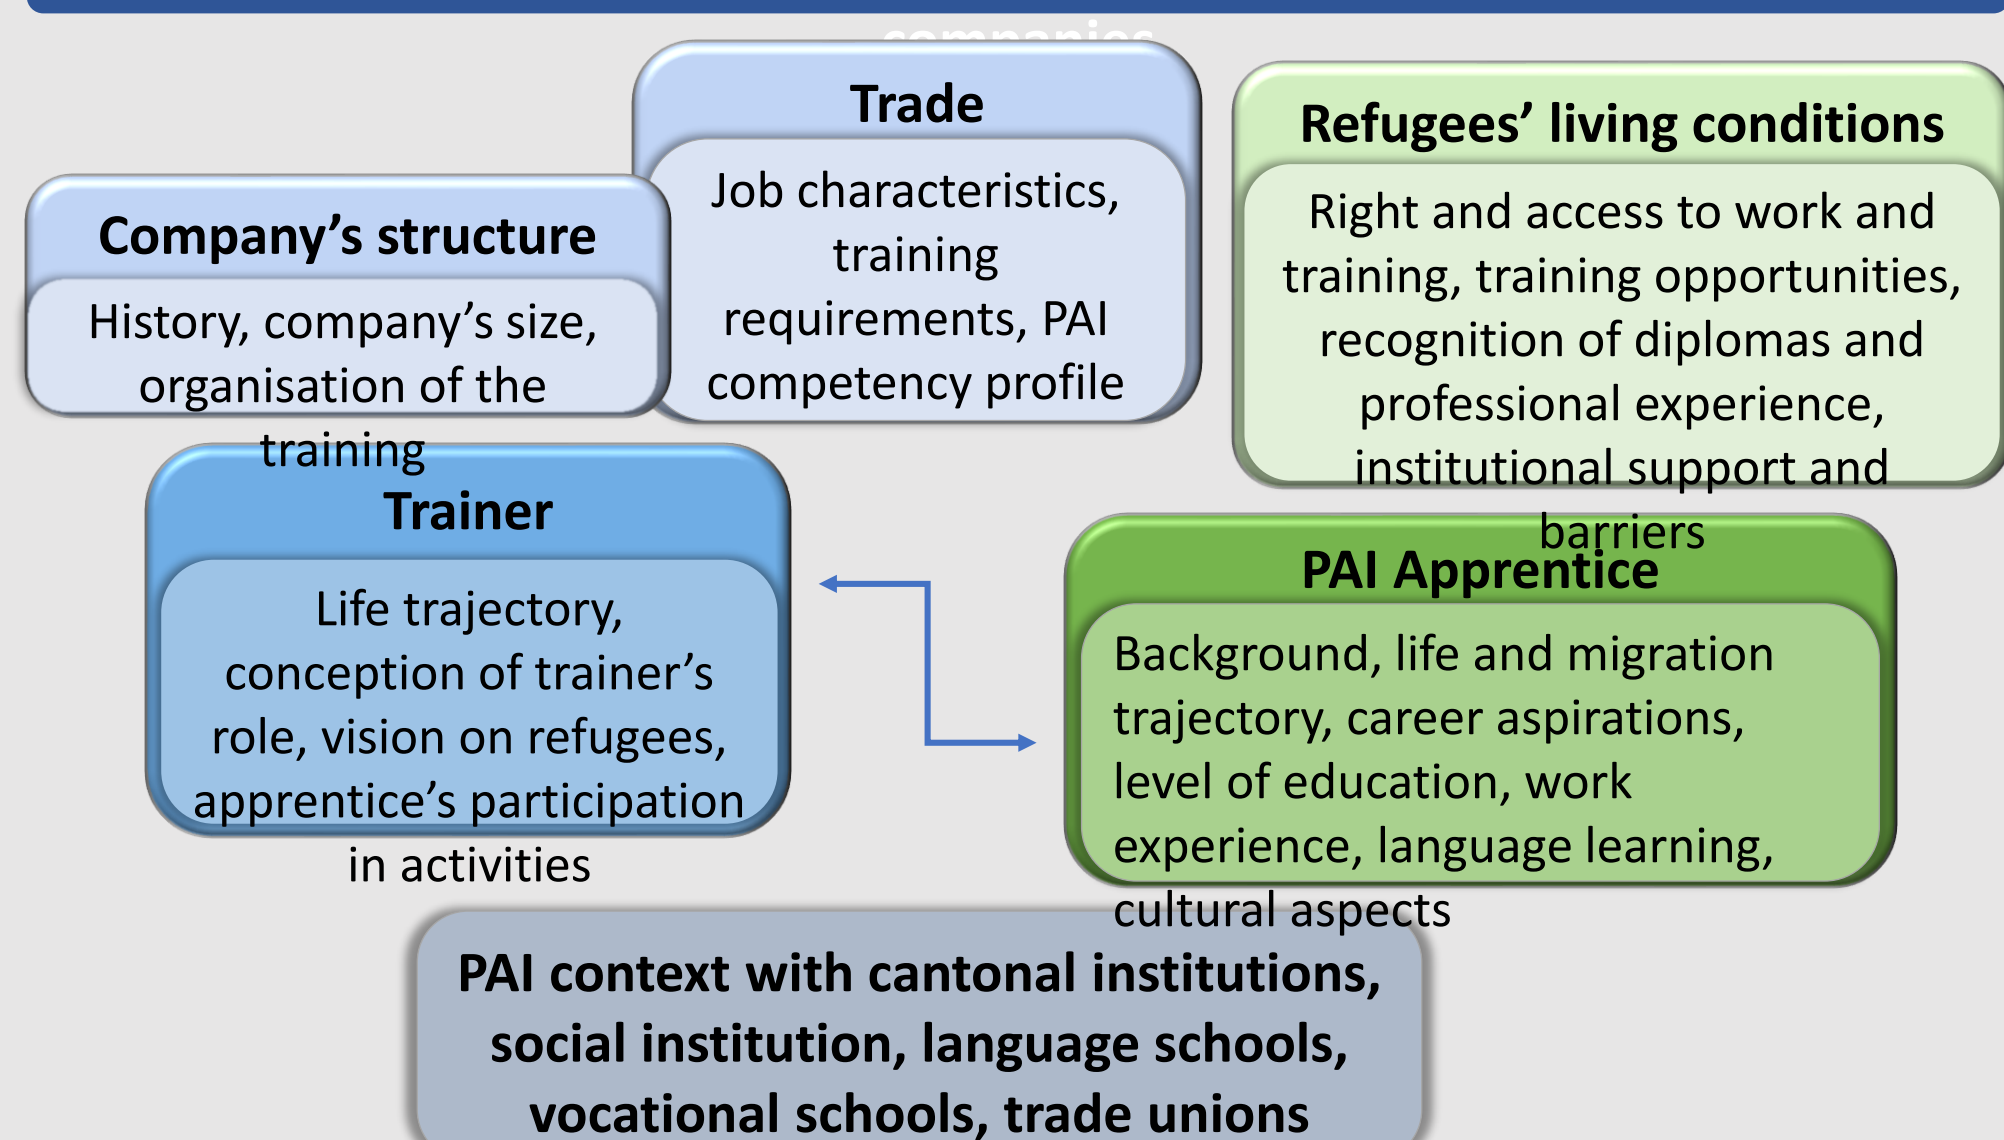 companies
Trade
Job characteristics,
training
requirements, PAI
competency profile
Refugees’ living conditions
Right and access to work and
training, training opportunities,
recognition of diplomas and
professional experience,
institutional support and
barriers
Company’s structure
History, company’s size,
organisation of the
training
Trainer
Life trajectory,
conception of trainer’s
role, vision on refugees,
apprentice’s participation
in activities
PAI Apprentice
Background, life and migration
trajectory, career aspirations,
level of education, work
experience, language learning,
cultural aspects
PAI context with cantonal institutions,
social institution, language schools,
vocational schools, trade unions